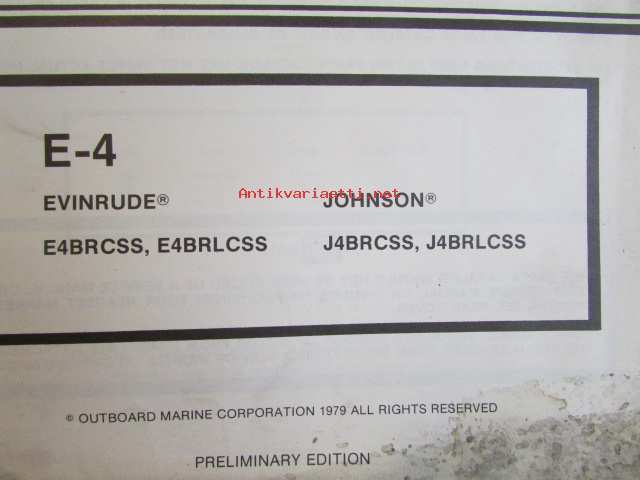 E-4
Antikvariaatti.net
EVINRUDE® JOHNSON®
E4BRCSS, E4BRLCSS J4BRCSS, J4BRLCSS
© OUTBOARD MARINE CORPORATION 1979 ALL RIGHTS RESERVED
PRELIMINARY EDITION